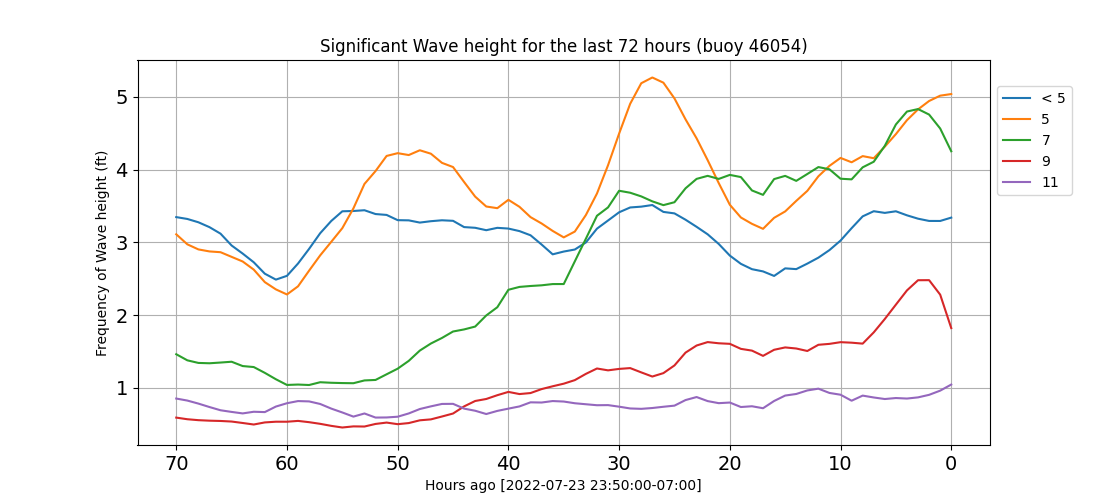 Significant Wave height for the last 72 hours (buoy 46054)
Frequency of Wave height (ft)
5
4
3
2
1
70 60 50 40 30 20 10 0
Hours ago [2022-07-23 23:50:00-07:00]
< 5
5
7
9
11